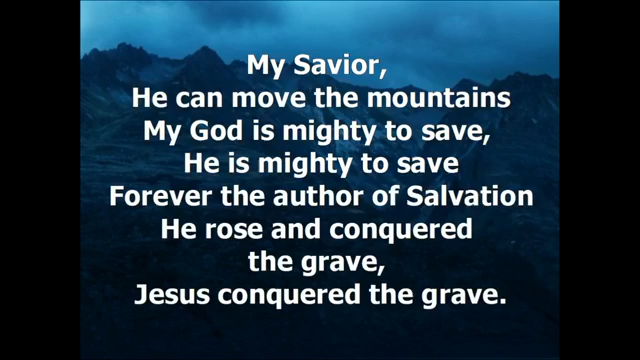 My Savior,
He can move the mountains
My God is mighty to save,
He is mighty to save
Forever the author of Salvation
He rose and conquered
the grave,
Jesus conquered the grave.